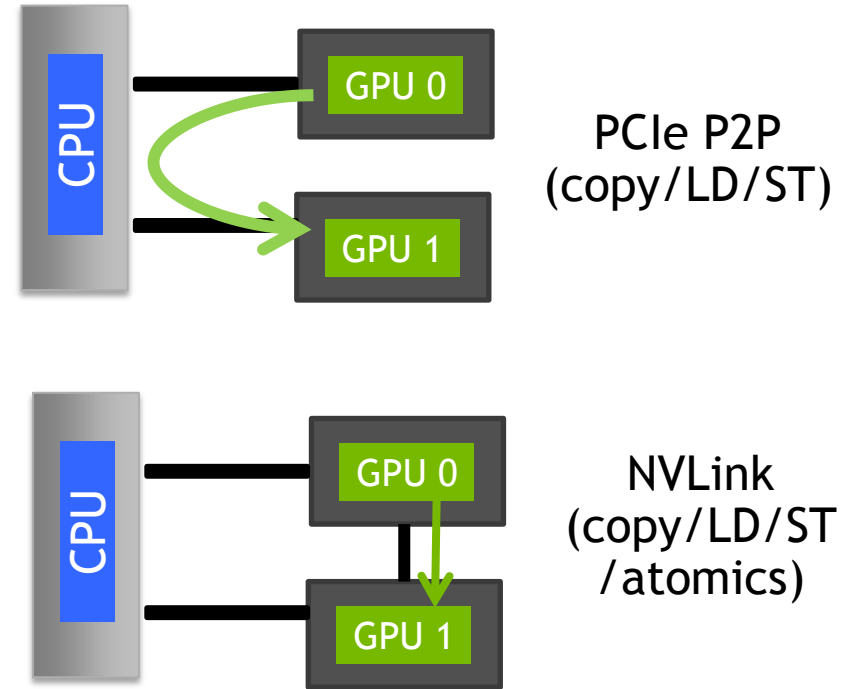 CPU
GPU 0
GPU 1
PCIe P2P
(copy/LD/ST)
CPU
GPU 0
GPU 1
NVLink
(copy/LD/ST
/atomics)